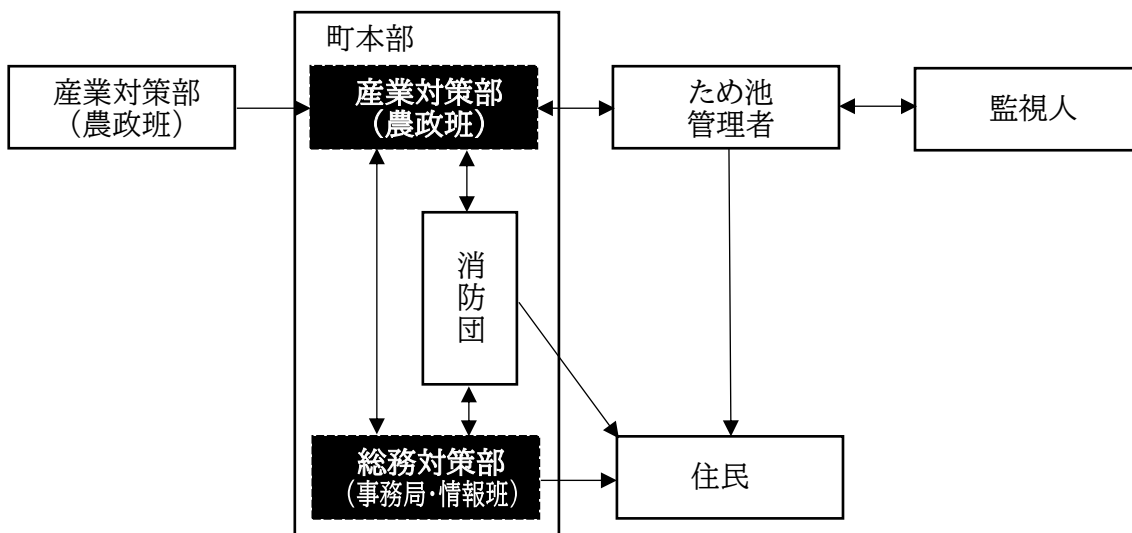 町本部
産業対策部
（農政班）
産業対策部
（農政班）
ため池
管理者
監視人
消防団
総務対策部
（事務局・情報班）
住民